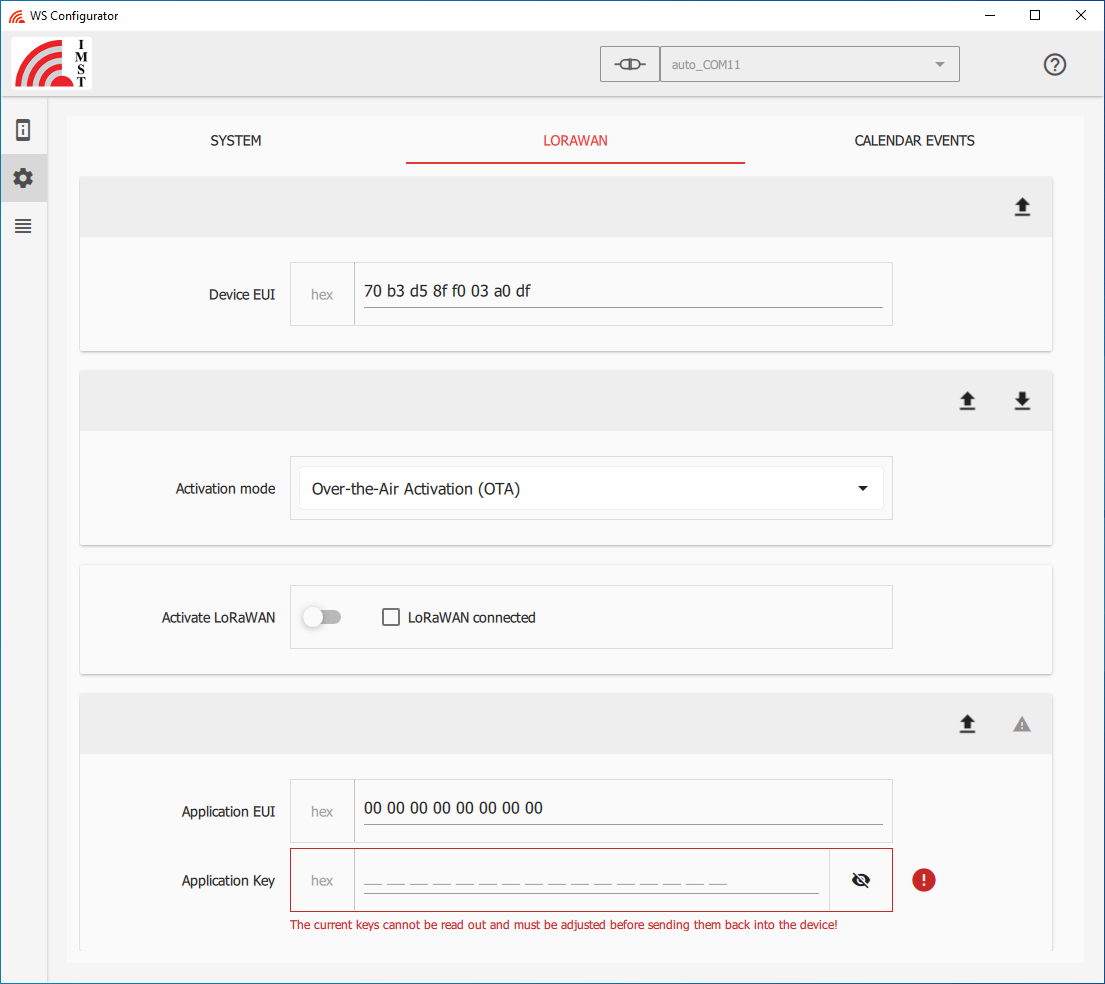 WS Configurator
IMST
auto_COM11
SYSTEM
LORAWAN
CALENDAR EVENTS
Device EUI
hex
70 b3 d5 8f f0 03 a0 df
Activation mode
Over-the-Air Activation (OTA)
Activate LoRaWAN
LoRaWAN connected
Application EUI
hex
00 00 00 00 00 00 00 00
Application Key
hex
__ __ __ __ __ __ __ __ __ __ __ __ __ __ __ __
The current keys cannot be read out and must be adjusted before sending them back into the device!